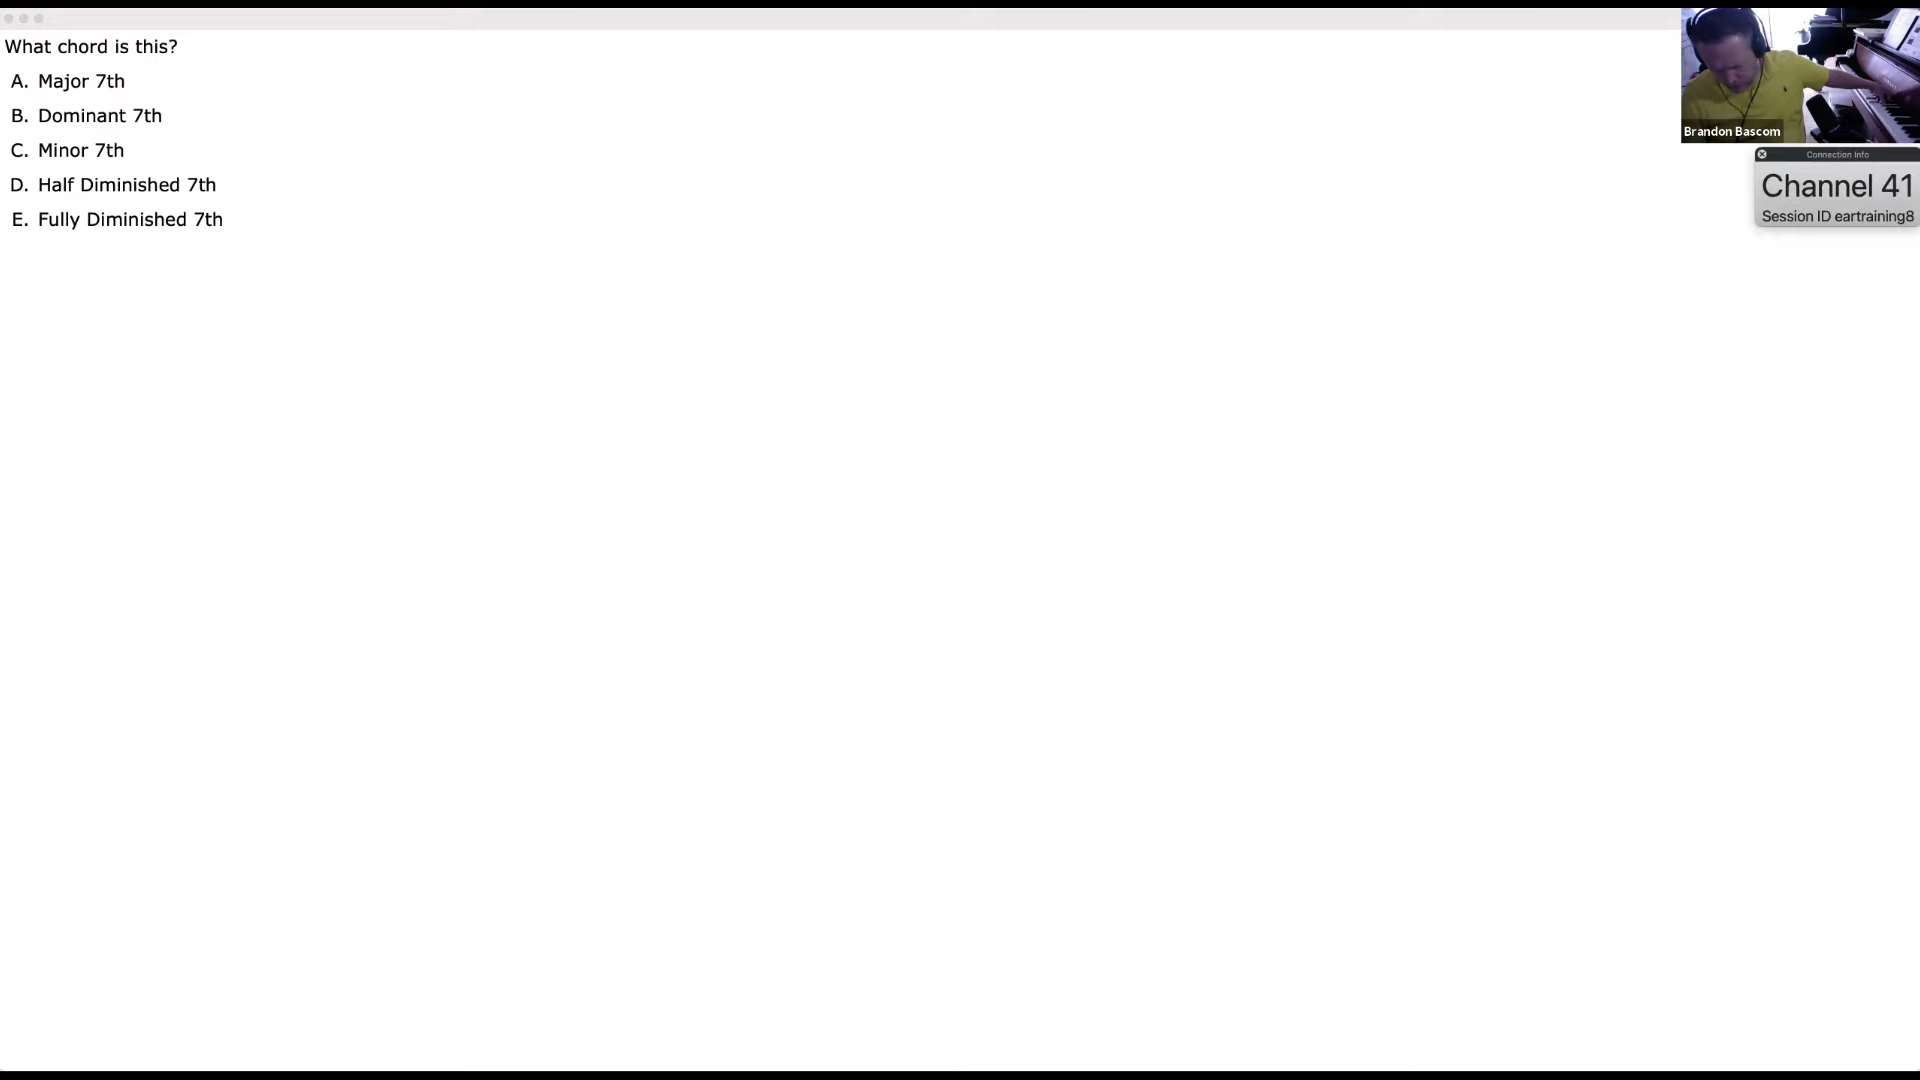 What chord is this?
A. Major 7th
B. Dominant 7th
C. Minor 7th
D. Half Diminished 7th
E. Fully Diminished 7th
Brandon Bascom
Connection Info
Channel 41
Session ID eartraining8